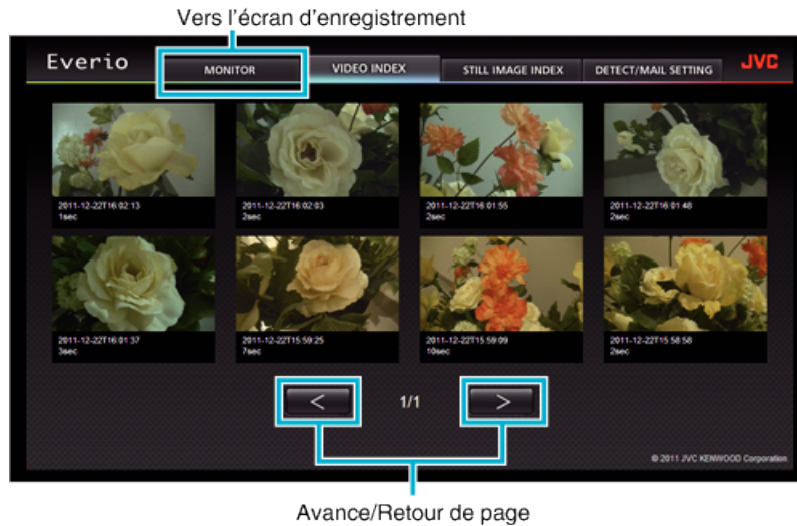 Vers l'écran d'enregistrement
Everio MONITOR VIDEO INDEX STILL IMAGE INDEX DETECT/MAIL SETTING JVC
2011-12-22T16:02:13 2011-12-22T16:02:03 2011-12-22T16:01:55 2011-12-22T16:01:48
1sec 2sec 2sec 2sec
2011-12-22T16:01:37 2011-12-22T15:59:25 2011-12-22T15:59:09 2011-12-22T15:58:58
3sec 7sec 10sec 2sec
< 1/1 >
© 2011 JVC KENWOOD Corporation
Avance/Retour de page